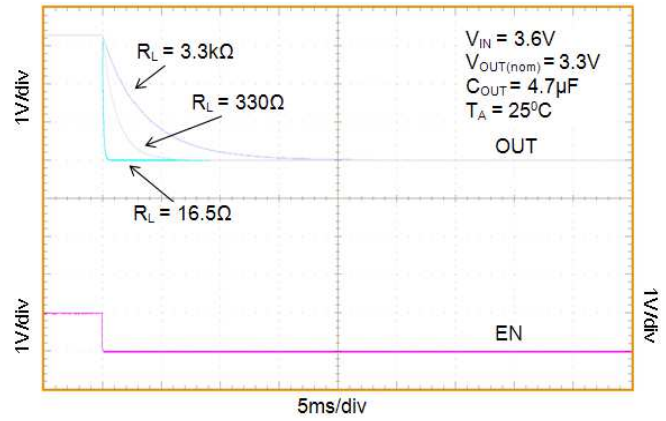 R_L = 3.3kΩ
R_L = 330Ω
R_L = 16.5Ω
V_IN = 3.6V
V_OUT(nom) = 3.3V
C_OUT = 4.7µF
T_A = 25⁰C
OUT
1V/div
1V/div
EN
1V/div
5ms/div